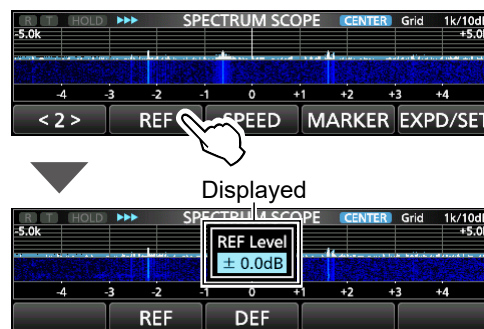 R T HOLD SPECTRUM SCOPE CENTER Grid 1k/10d
-5.0k +5.0
-4 -3 -2 -1 0 +1 +2 +3 +4
< 2 > REF SPEED MARKER EXPD/SET
Displayed
R T HOLD SPECTRUM SCOPE CENTER Grid 1k/10d
-5.0k +5.0
REF Level
± 0.0dB
-4 -3 -2 -1 0 +1 +2 +3 +4
REF DEF